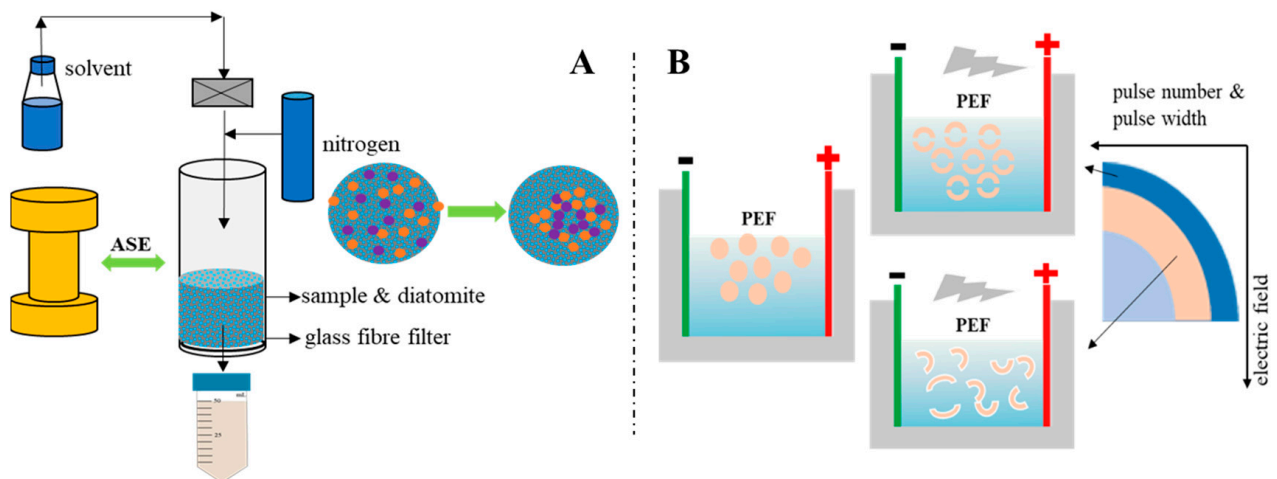 solvent
A
nitrogen
ASE
sample & diatomite
glass fibre filter
mL
50
25
B
-
+
PEF
-
+
PEF
-
+
PEF
pulse number &
pulse width
electric field